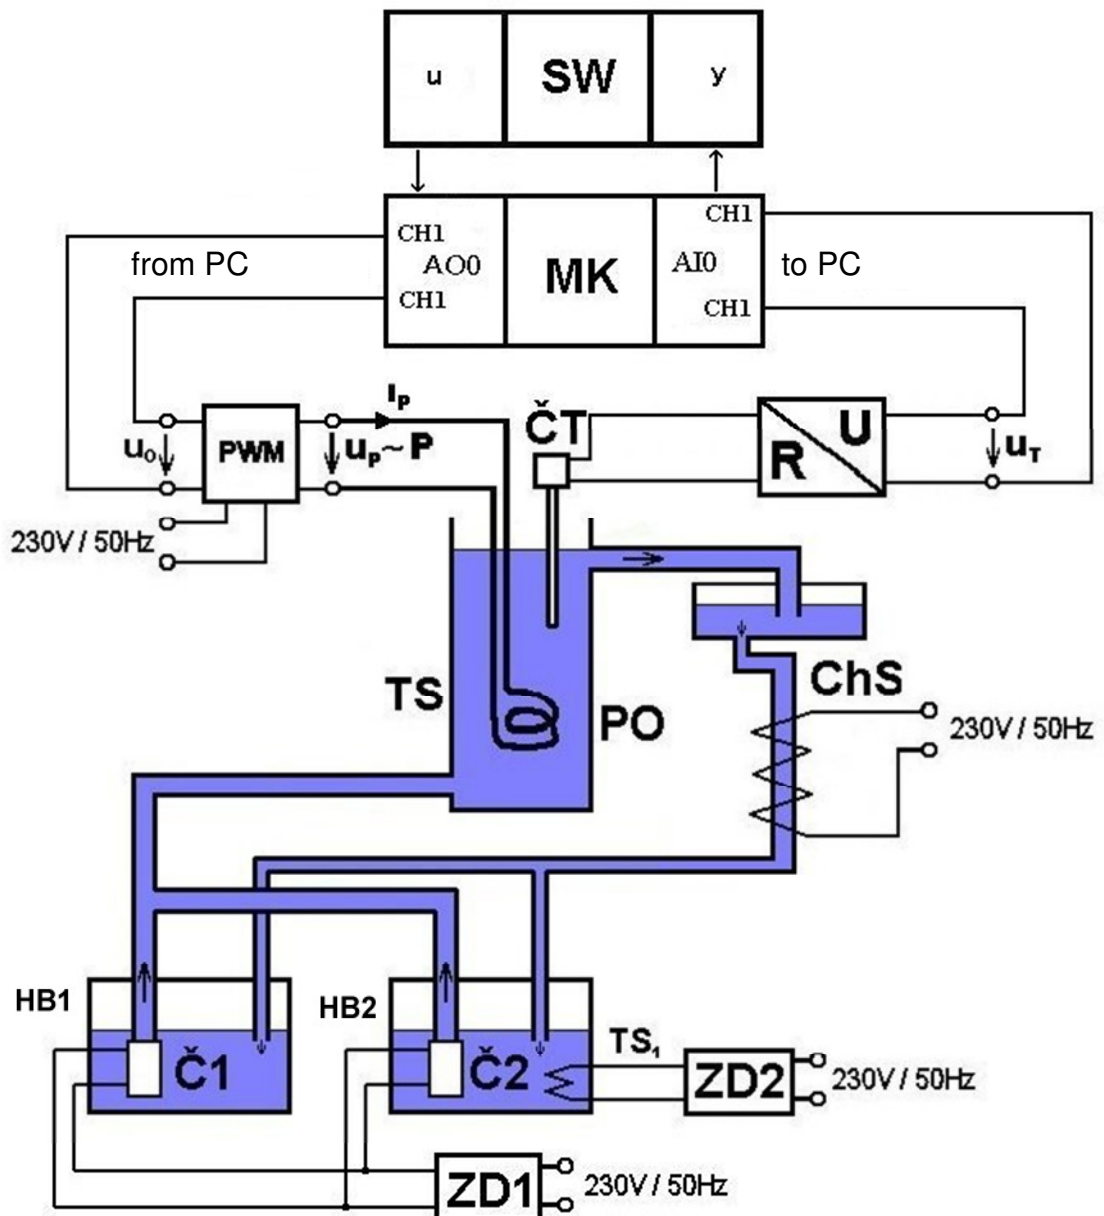 u
SW
y
CH1
CH1
from PC
AO0
MK
AI0
to PC
CH1
CH1
IP
ČT
uO
PWM
uP~P
R
U
uT
230V / 50Hz
TS
PO
ChS
230V / 50Hz
HB1
HB2
Č1
Č2
TS1
ZD2
230V / 50Hz
ZD1
230V / 50Hz